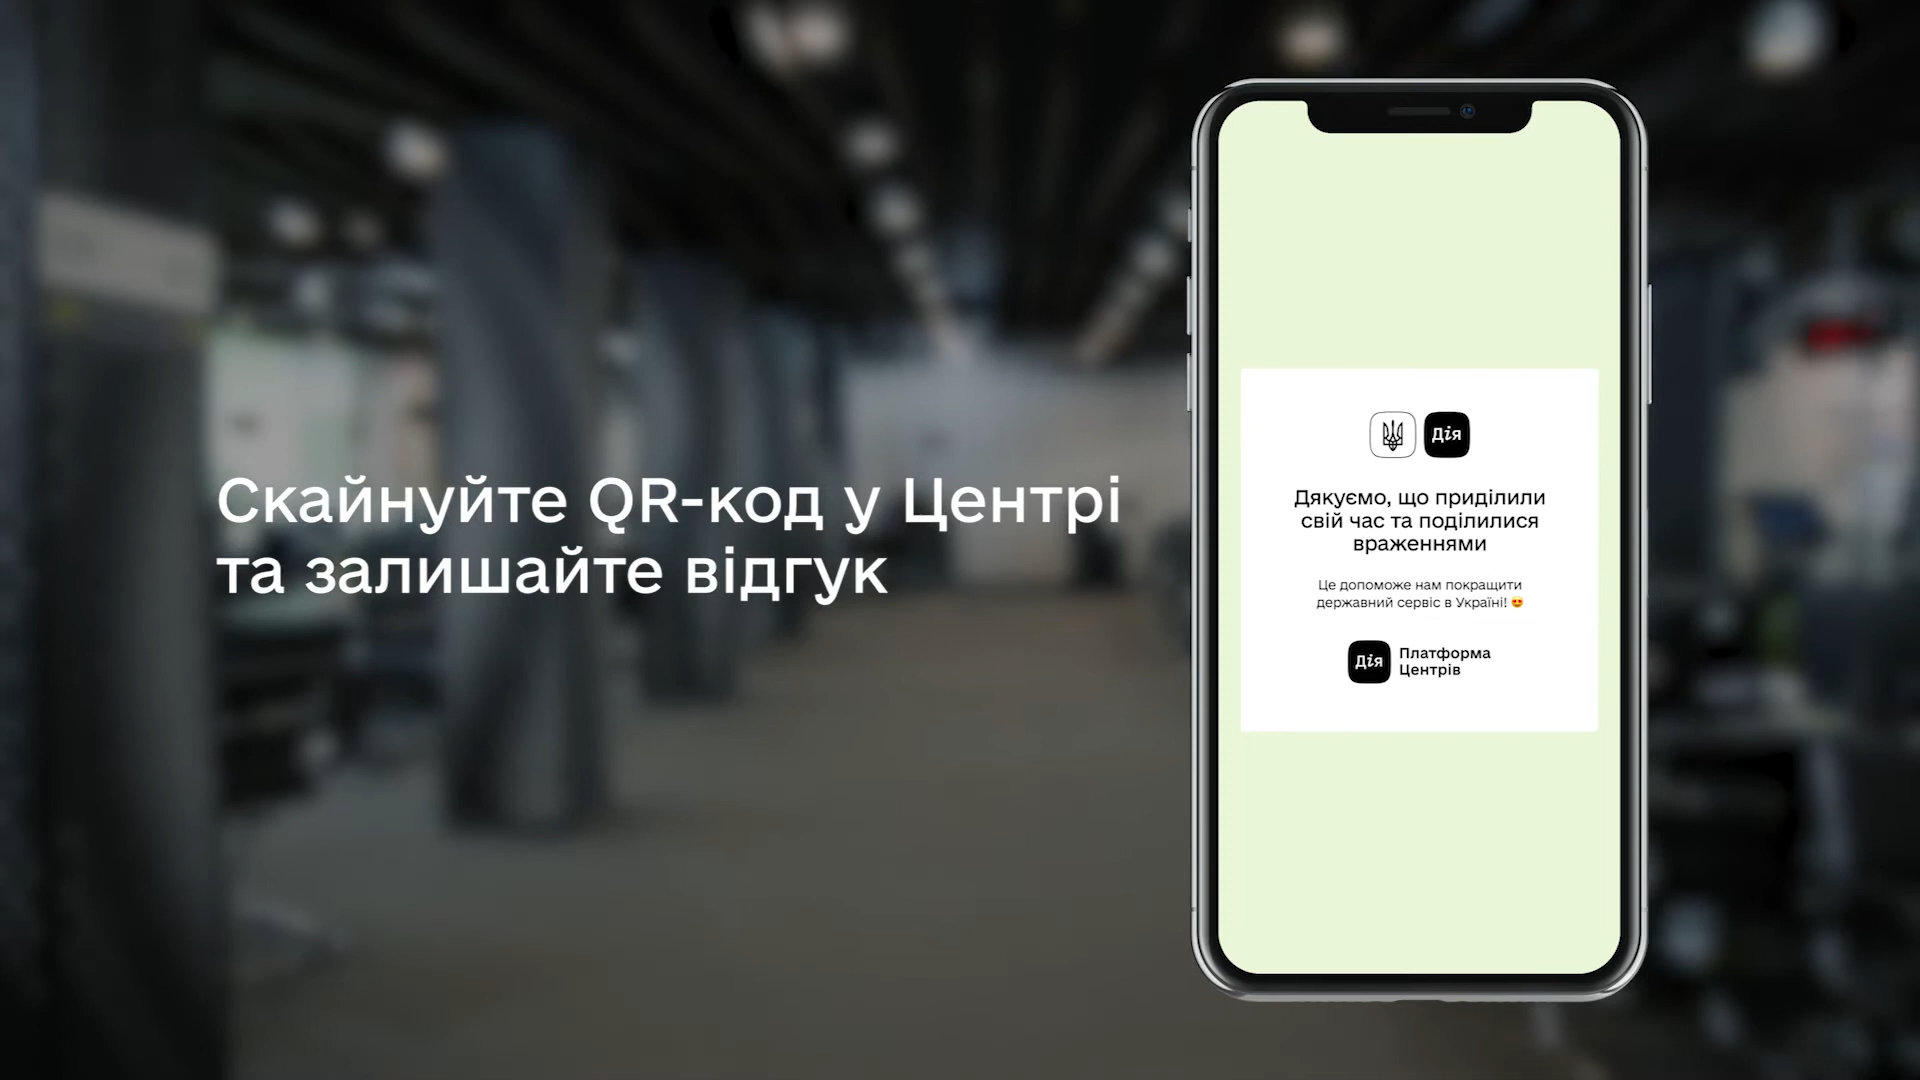 Скайнуйте QR-код у Центрі
та залишайте відгук
Дія
Дякуємо, що приділили
свій час та поділилися
враженнями
Це допоможе нам покращити
державний сервіс в Україні! 😍
Дія
Платформа
Центрів